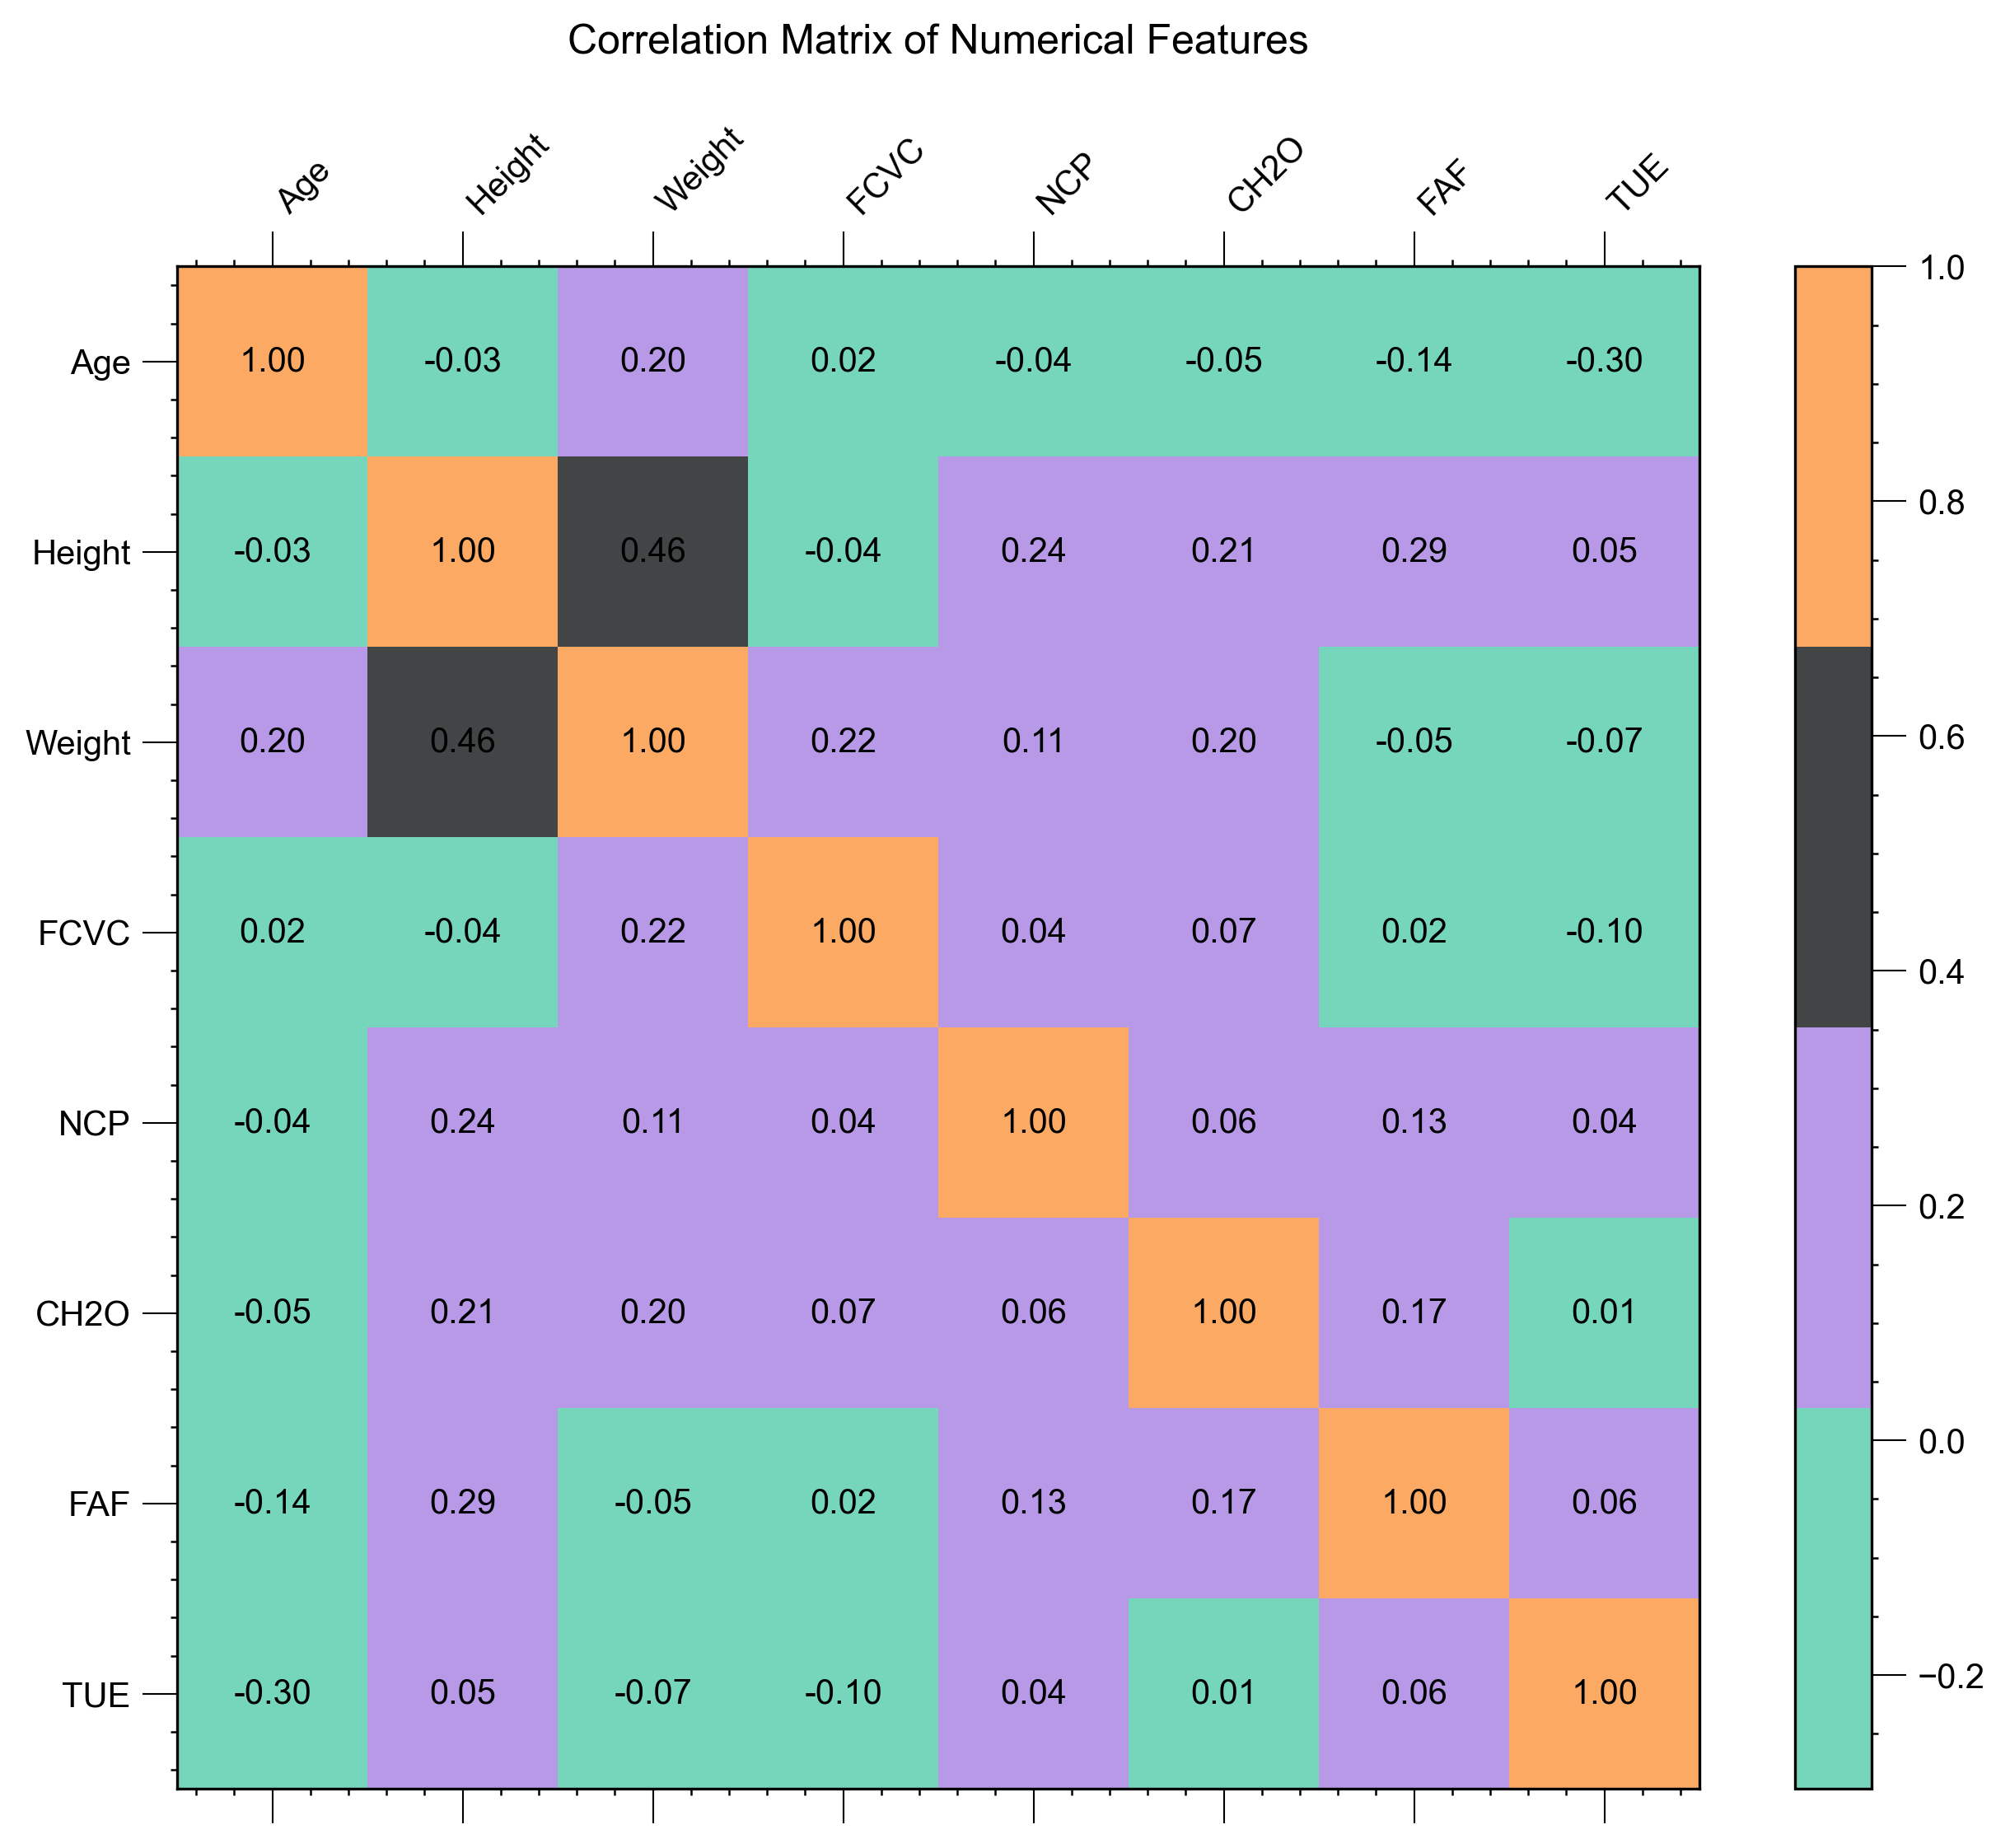 Correlation Matrix of Numerical Features
Age Height Weight FCVC NCP CH2O FAF TUE
Age 1.00 -0.03 0.20 0.02 -0.04 -0.05 -0.14 -0.30
Height -0.03 1.00 0.46 -0.04 0.24 0.21 0.29 0.05
Weight 0.20 0.46 1.00 0.22 0.11 0.20 -0.05 -0.07
FCVC 0.02 -0.04 0.22 1.00 0.04 0.07 0.02 -0.10
NCP -0.04 0.24 0.11 0.04 1.00 0.06 0.13 0.04
CH2O -0.05 0.21 0.20 0.07 0.06 1.00 0.17 0.01
FAF -0.14 0.29 -0.05 0.02 0.13 0.17 1.00 0.06
TUE -0.30 0.05 -0.07 -0.10 0.04 0.01 0.06 1.00
1.0
0.8
0.6
0.4
0.2
0.0
−0.2